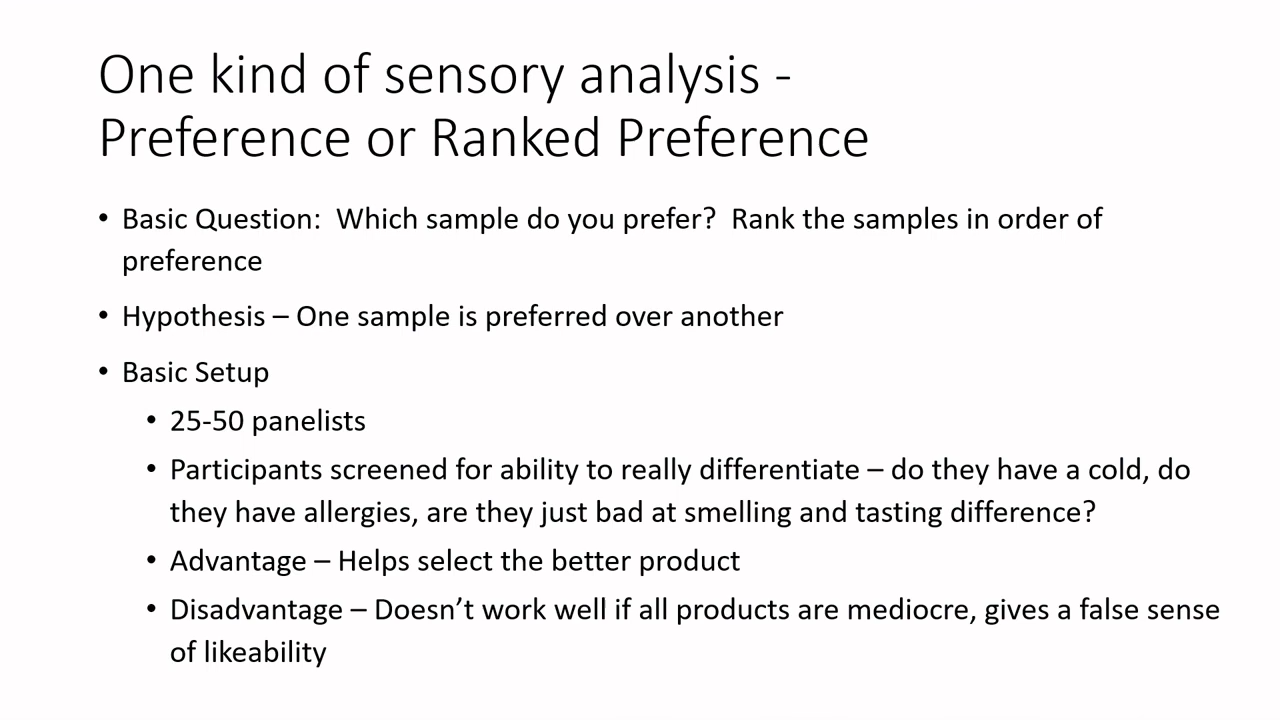 One kind of sensory analysis -
Preference or Ranked Preference
• Basic Question:  Which sample do you prefer?  Rank the samples in order of
preference
• Hypothesis – One sample is preferred over another
• Basic Setup
• 25-50 panelists
• Participants screened for ability to really differentiate – do they have a cold, do
they have allergies, are they just bad at smelling and tasting difference?
• Advantage – Helps select the better product
• Disadvantage – Doesn’t work well if all products are mediocre, gives a false sense
of likeability